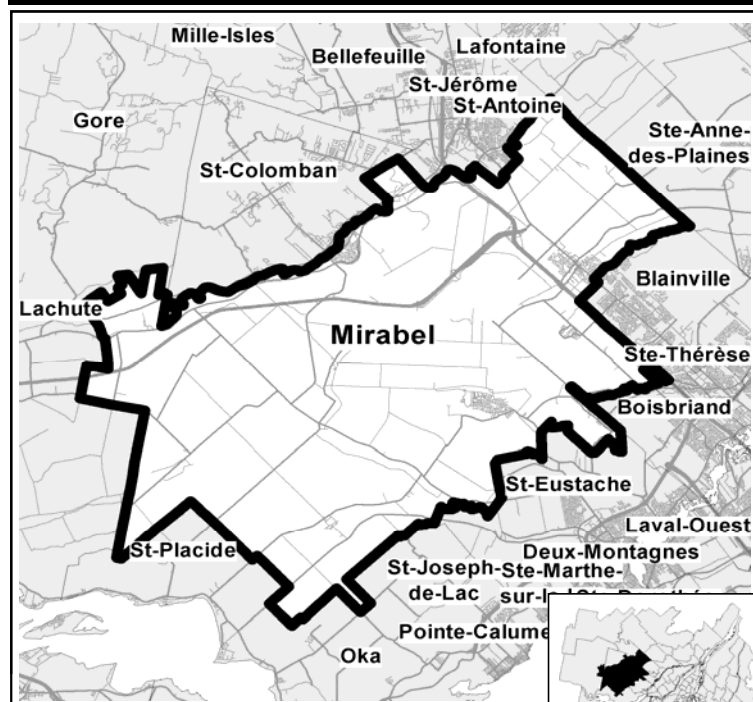 Mille-Isles
Lafontaine
Bellefeuille
St-Jérôme
St-Antoine
Gore
Ste-Anne-
des-Plaines
St-Colomban
Blainville
Lachute
Mirabel
Ste-Thérèse
Boisbriand
St-Eustache
Laval-Ouest
St-Placide
Deux-Montagnes
St-Joseph-
de-Lac
Ste-Marthe-
Pointe-Calume
Oka